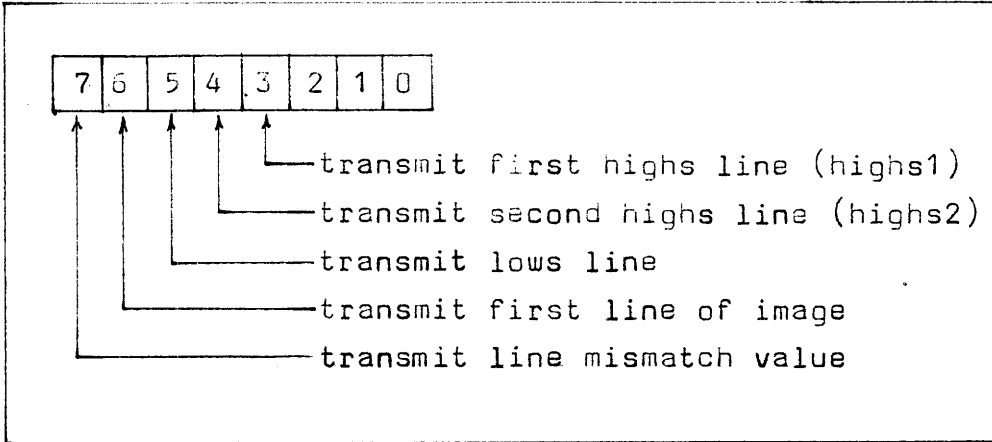 7 6 5 4 3 2 1 0
transmit first highs line (highs1)
transmit second highs line (highs2)
transmit lows line
transmit first line of image
transmit line mismatch value